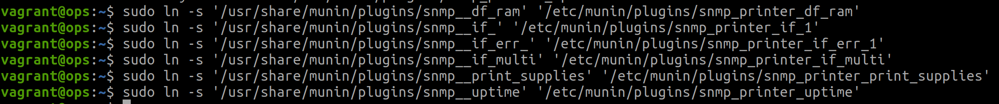 vagrant@ops:~$ sudo ln -s '/usr/share/munin/plugins/snmp__df_ram' '/etc/munin/plugins/snmp_printer_df_ram'
vagrant@ops:~$ sudo ln -s '/usr/share/munin/plugins/snmp__if_' '/etc/munin/plugins/snmp_printer_if_1'
vagrant@ops:~$ sudo ln -s '/usr/share/munin/plugins/snmp__if_err_' '/etc/munin/plugins/snmp_printer_if_err_1'
vagrant@ops:~$ sudo ln -s '/usr/share/munin/plugins/snmp__if_multi' '/etc/munin/plugins/snmp_printer_if_multi'
vagrant@ops:~$ sudo ln -s '/usr/share/munin/plugins/snmp__print_supplies' '/etc/munin/plugins/snmp_printer_print_supplies'
vagrant@ops:~$ sudo ln -s '/usr/share/munin/plugins/snmp__uptime' '/etc/munin/plugins/snmp_printer_uptime'